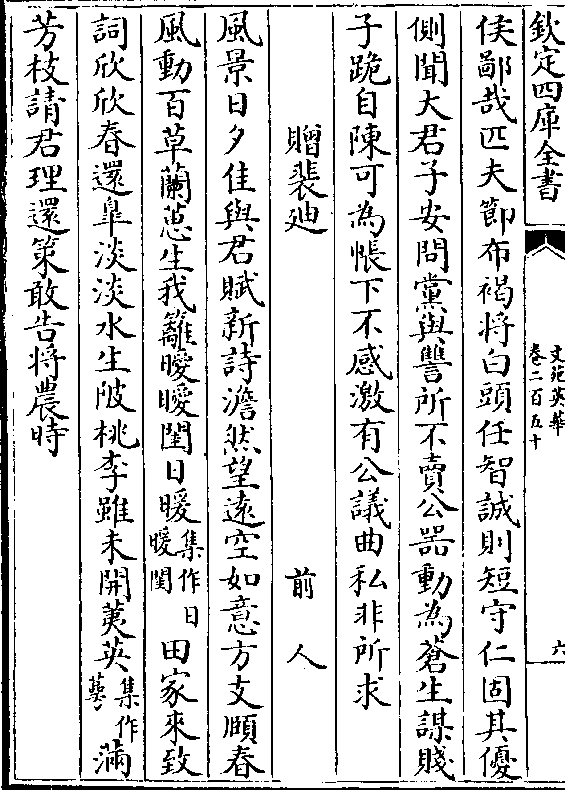 欽定四庫全書
文苑英華
卷二百五十
六
侯鄙哉匹夫節布褐將白頭任智誠則短守仁固其優
側聞大君子安問黨與讐所不賣公器動為蒼生謀賤
子跪自陳可為帳下不感激有公議曲私非所求
贈裴廸 前人
風景日夕佳與君賦新詩澹然望遠空如意方支頤春
風動百草蘭蕙生我籬曖曖閨日暖集作日暖閨田家來致
詞欣欣春還臯淡淡水生陂桃李雖未開荑英集作蕚滿
芳枝請君理還策敢告將農時